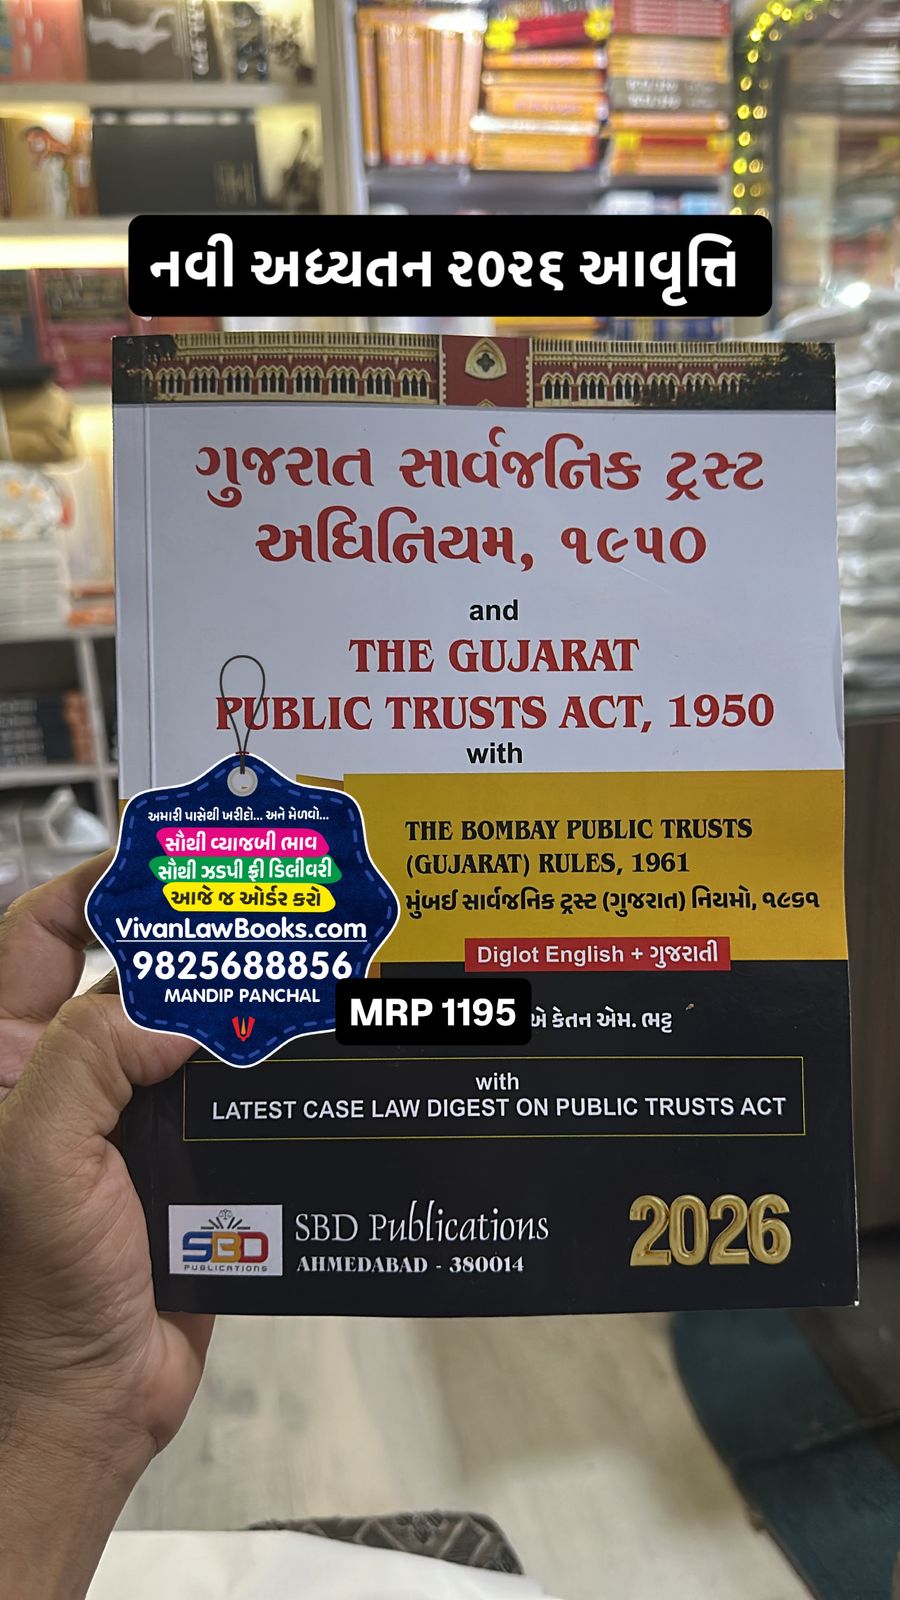 નવી અધ્યતન ૨૦૨૬ આવૃત્તિ
ગુજરાત સાર્વજનિક ટ્રસ્ટ
અધિનિયમ, ૧૯૫૦
and
THE GUJARAT
PUBLIC TRUSTS ACT, 1950
with
THE BOMBAY PUBLIC TRUSTS
(GUJARAT) RULES, 1961
મુંબઈ સાર્વજનિક ટ્રસ્ટ (ગુજરાત) નિયમો, ૧૯૬૧
Diglot English + ગુજરાતી
અમારી પાસેથી ખરીદો... અને મેળવો...
સૌથી વ્યાજબી ભાવ
સૌથી ઝડપી ફ્રી ડિલીવરી
આજે જ ઓર્ડર કરો
VivanLawBooks.com
9825688856
MANDIP PANCHAL
MRP 1195
એ કેતન એમ. ભટ્ટ
with
LATEST CASE LAW DIGEST ON PUBLIC TRUSTS ACT
SBD
PUBLICATIONS
SBD Publications
AHMEDABAD - 380014
2026